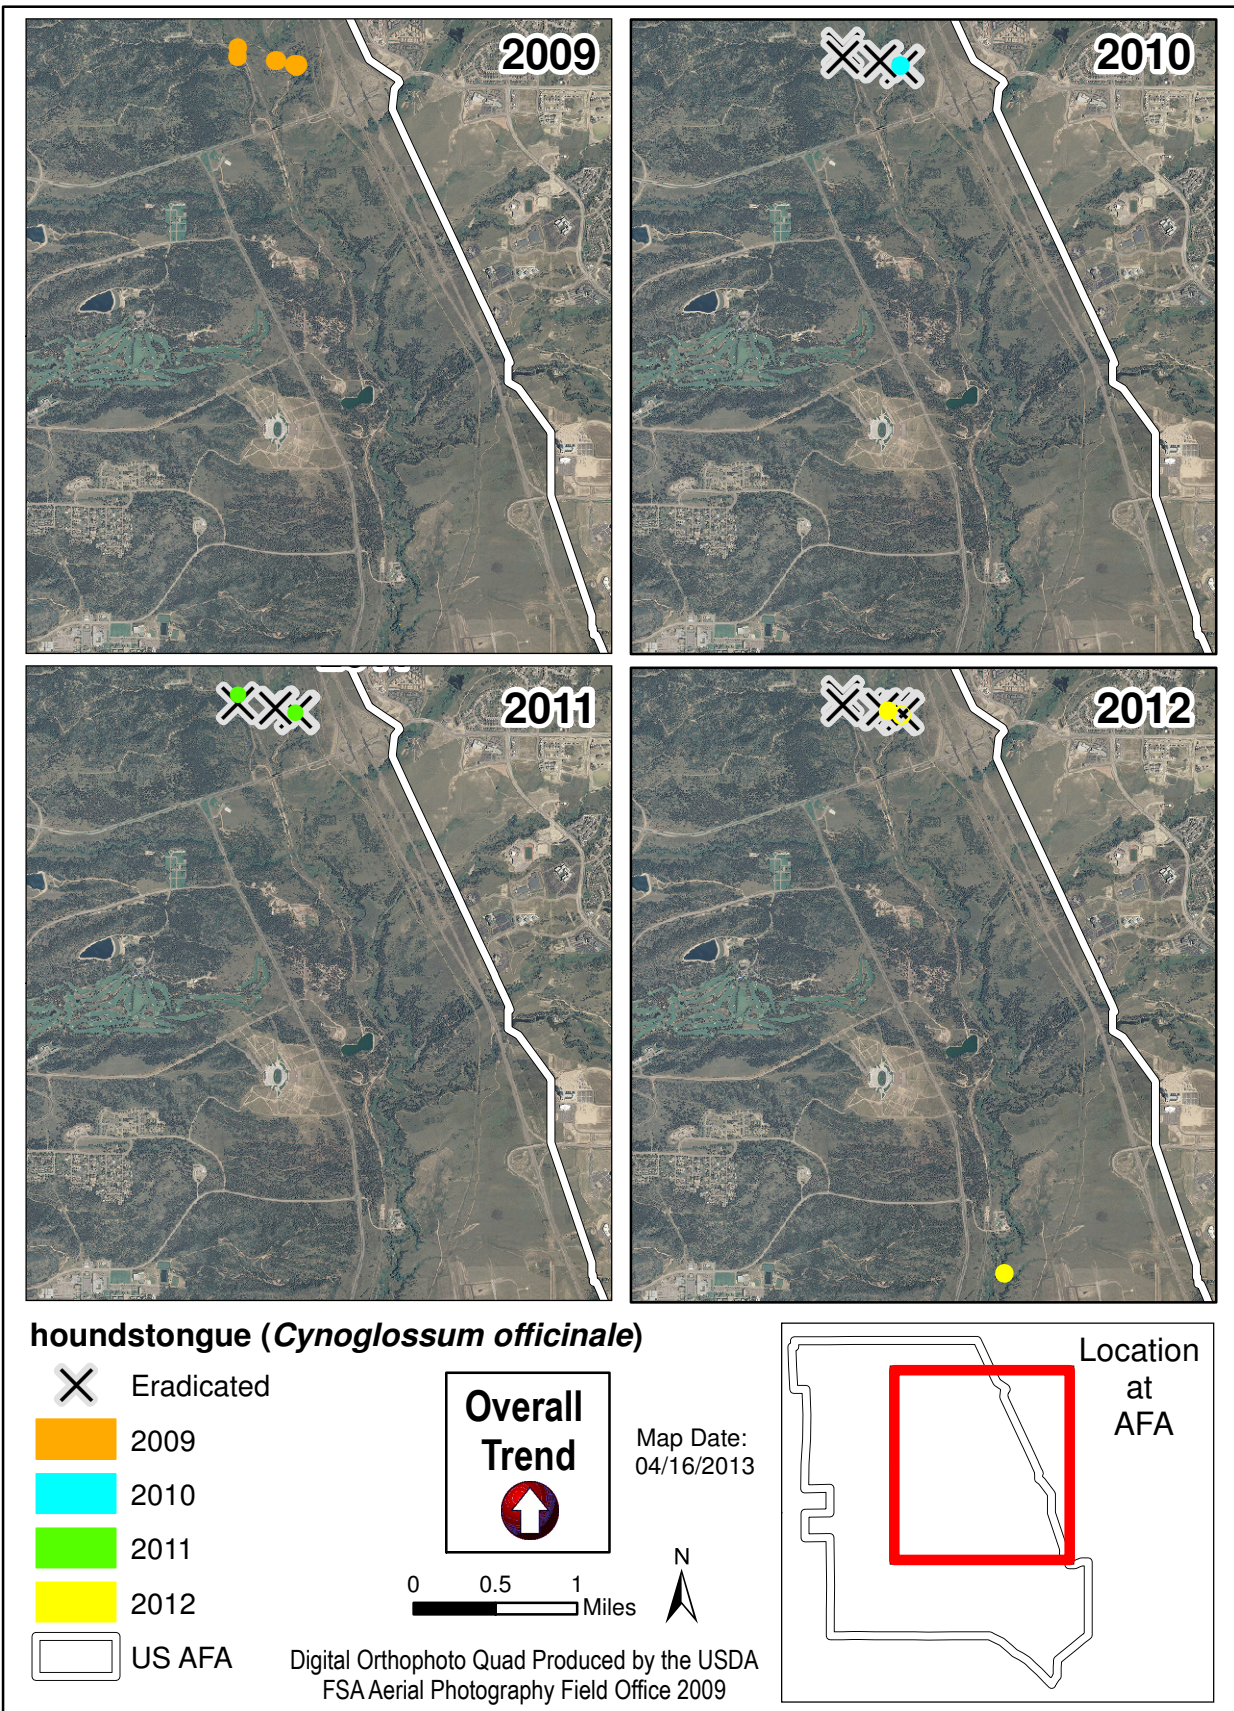 2009
2010
2011
2012
houndstongue (Cynoglossum officinale)
Eradicated
2009
2010
2011
2012
US AFA
Overall
Trend
Map Date:
04/16/2013
0 0.5 1
Miles
N
Digital Orthophoto Quad Produced by the USDA
FSA Aerial Photography Field Office 2009
Location
at
AFA